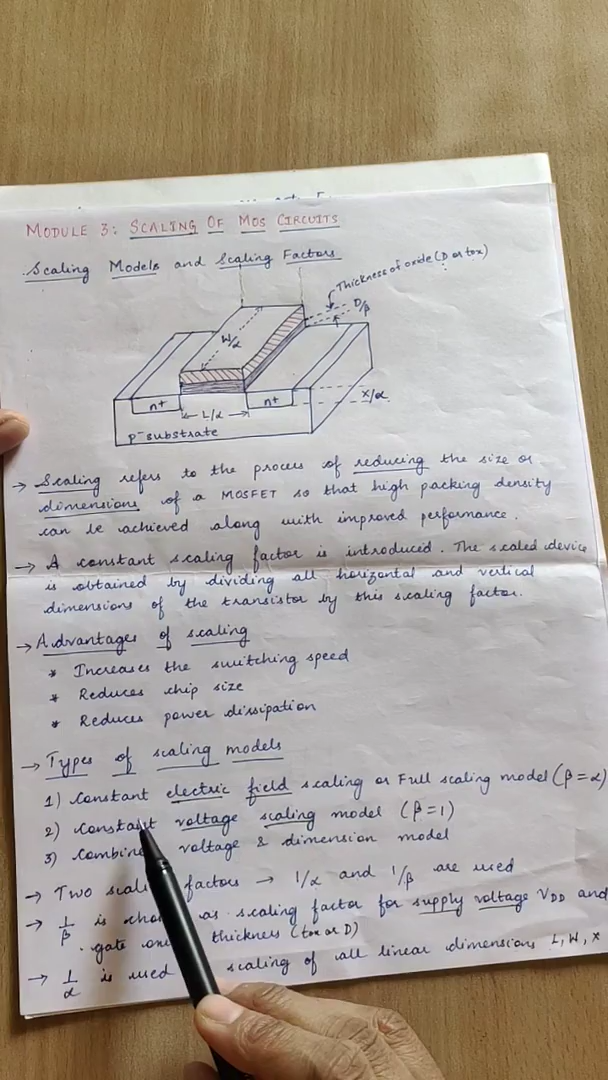 MODULE 3: SCALING OF MOS CIRCUITS
Scaling Models and Scaling Factors
Thickness of oxide (D or tox)
D/β
W/α
n+
L/α
n+
X/α
p-substrate
→ Scaling refers to the process of reducing the size or
dimensions of a MOSFET so that high packing density
can be achieved along with improved performance.
→ A constant scaling factor is introduced. The scaled device
is obtained by dividing all horizontal and vertical
dimensions of the transistor by this scaling factor.
→ Advantages of scaling
* Increases the switching speed
* Reduces chip size
* Reduces power dissipation
→ Types of scaling models
1) Constant electric field scaling or Full scaling model (β=α)
2) Constant voltage scaling model (β=1)
3) Combine voltage & dimension model
→ Two factors → 1/α and 1/β are used
→ 1/β is as scaling factor for supply voltage VDD and
gate thickness (tox or D)
→ 1/α is used scaling of all linear dimensions L, W, X